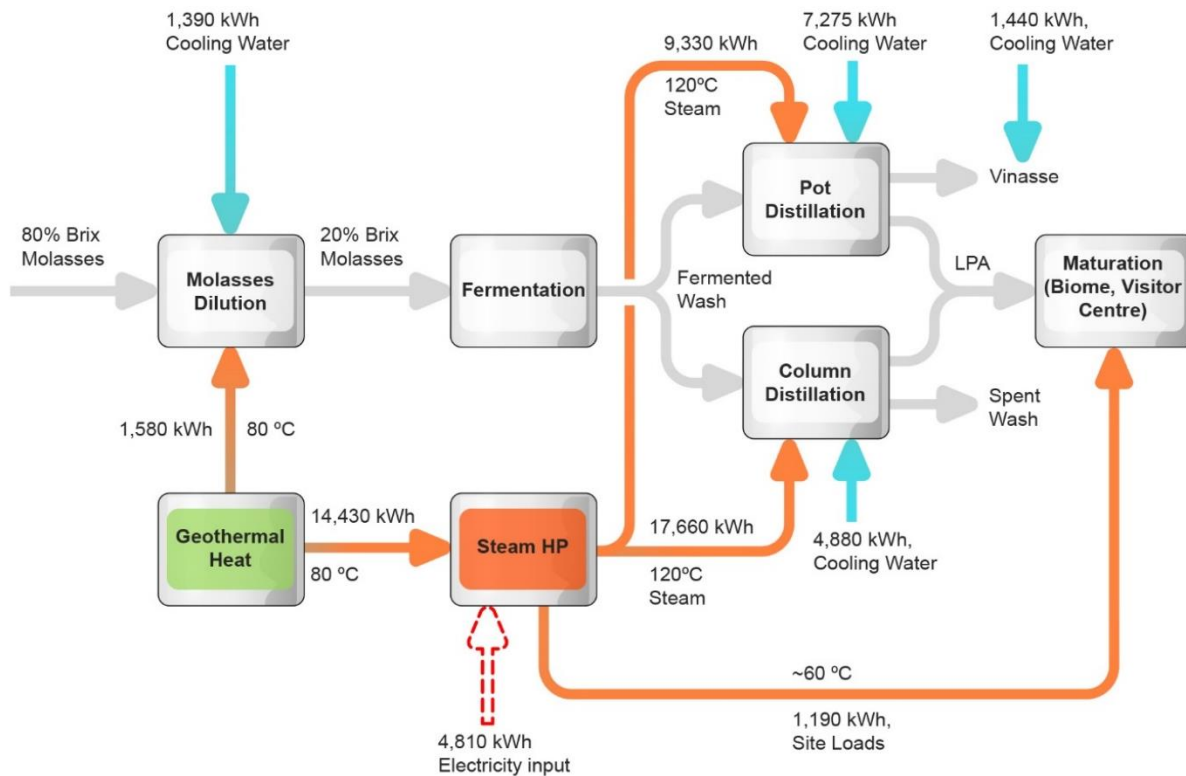 1,390 kWh
Cooling Water
9,330 kWh
120ºC
Steam
7,275 kWh
Cooling Water
1,440 kWh,
Cooling Water
80% Brix
Molasses
Molasses
Dilution
20% Brix
Molasses
Fermentation
Fermented
Wash
Pot
Distillation
Vinasse
LPA
Maturation
(Biome, Visitor
Centre)
Column
Distillation
Spent
Wash
1,580 kWh
80 ºC
Geothermal
Heat
14,430 kWh
80 ºC
Steam HP
17,660 kWh
120ºC
Steam
4,880 kWh,
Cooling Water
~60 ºC
1,190 kWh,
Site Loads
4,810 kWh
Electricity input